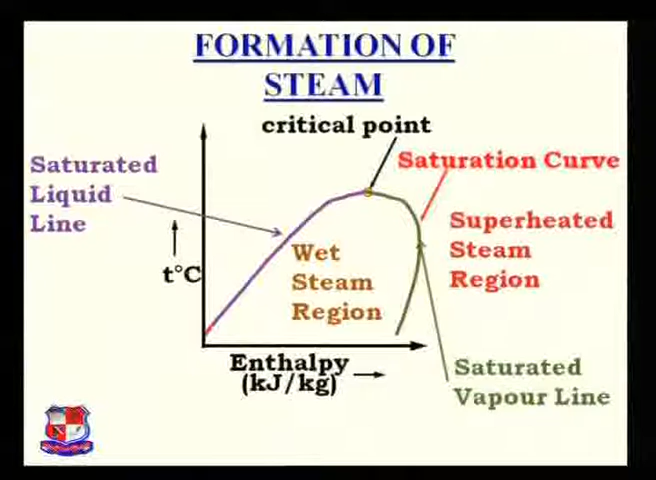 FORMATION OF
STEAM
critical point
Saturation Curve
Saturated
Liquid
Line
Superheated
Steam
Region
Wet
Steam
Region
t°C
Enthalpy
(kJ/kg)
Saturated
Vapour Line